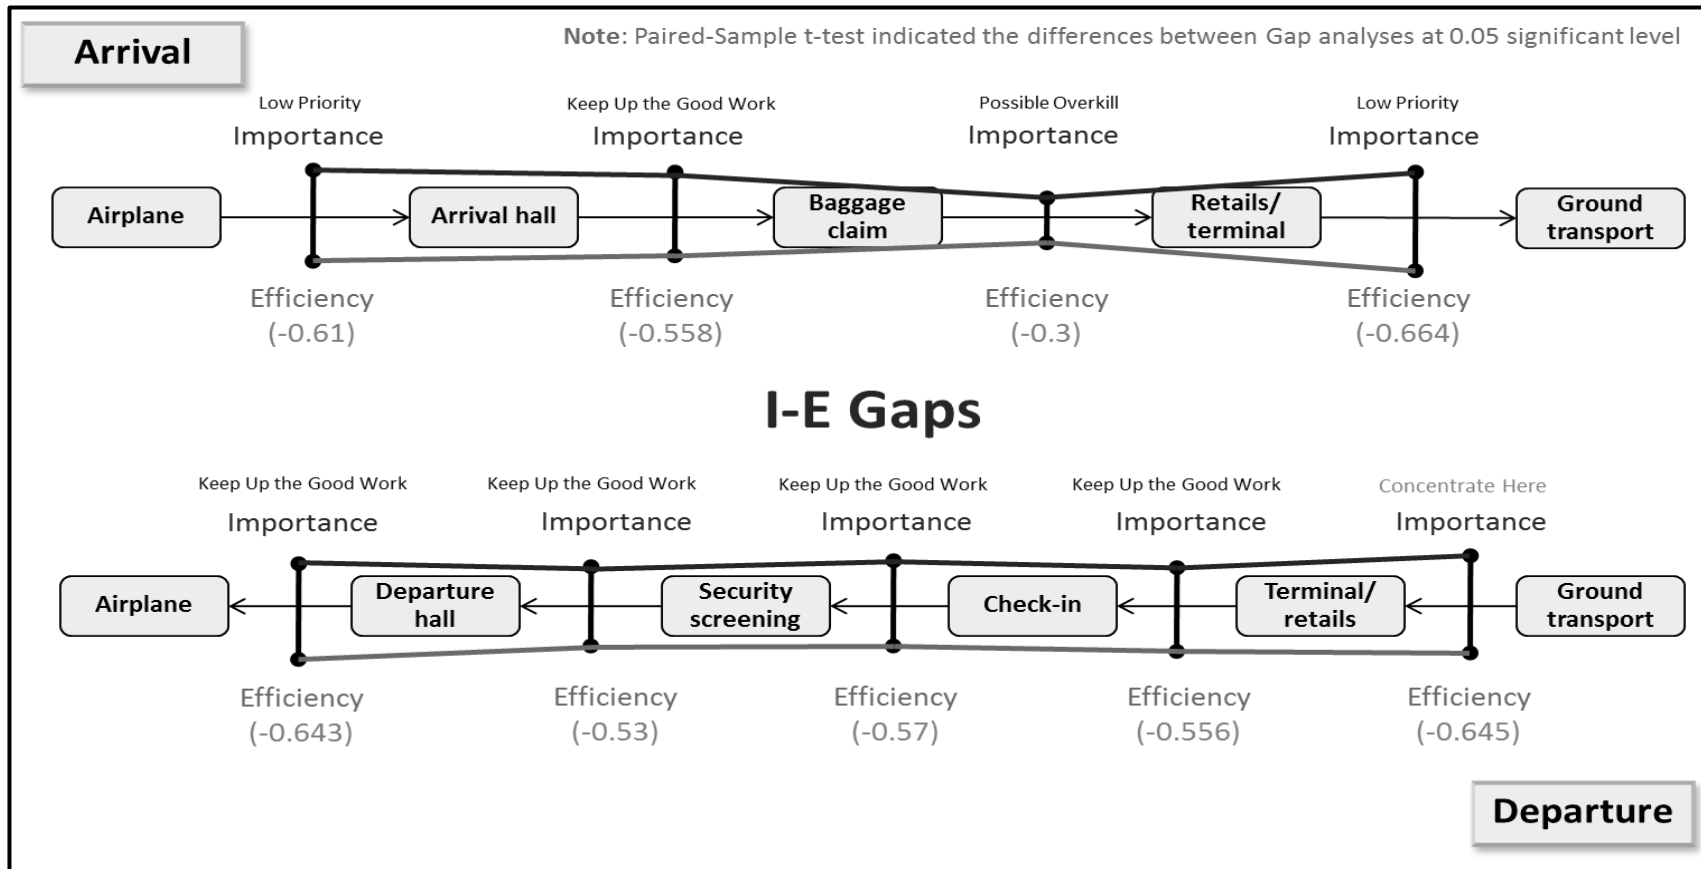 Arrival
Note: Paired-Sample t-test indicated the differences between Gap analyses at 0.05 significant level
Low Priority
Importance
Keep Up the Good Work
Importance
Possible Overkill
Importance
Low Priority
Importance
Airplane
Arrival hall
Baggage
claim
Retails/
terminal
Ground
transport
Efficiency
(-0.61)
Efficiency
(-0.558)
Efficiency
(-0.3)
Efficiency
(-0.664)
I-E Gaps
Keep Up the Good Work
Importance
Keep Up the Good Work
Importance
Keep Up the Good Work
Importance
Keep Up the Good Work
Importance
Concentrate Here
Importance
Airplane
Departure
hall
Security
screening
Check-in
Terminal/
retails
Ground
transport
Efficiency
(-0.643)
Efficiency
(-0.53)
Efficiency
(-0.57)
Efficiency
(-0.556)
Efficiency
(-0.645)
Departure